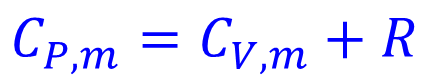 $C_{P,m} = C_{V,m} + R$